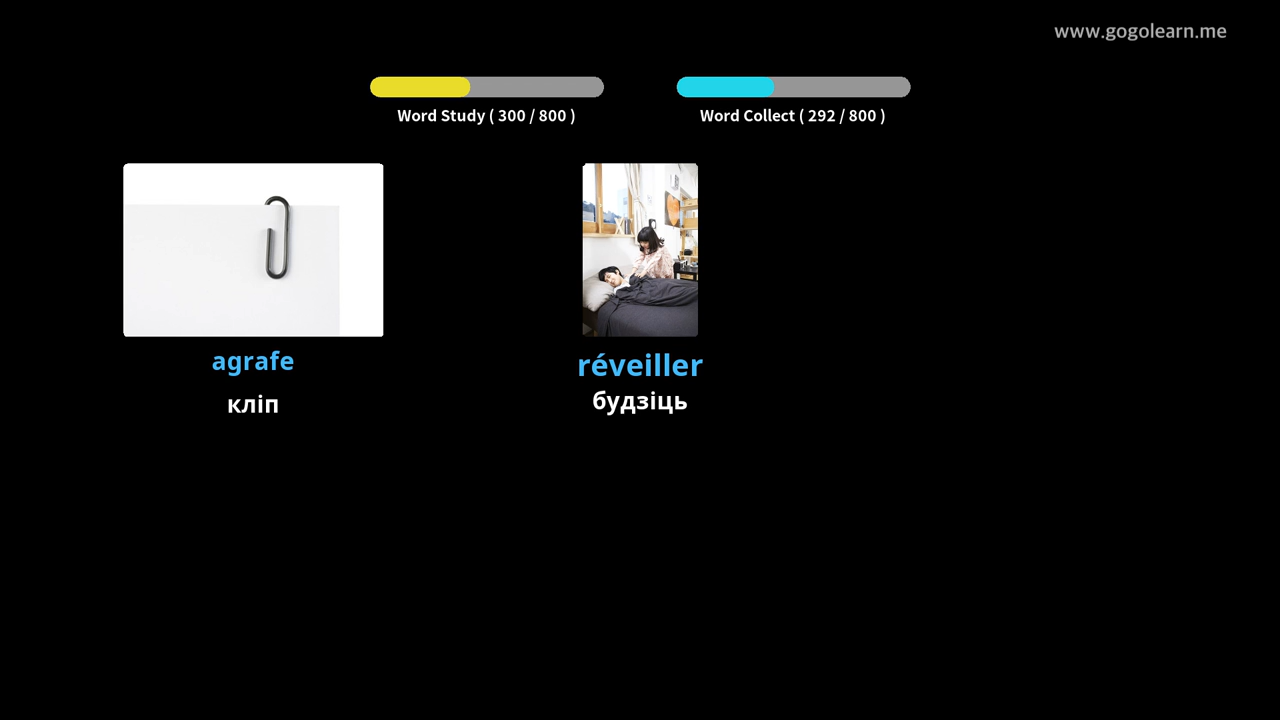 www.gogolearn.me
Word Study ( 300 / 800 )
Word Collect ( 292 / 800 )
agrafe
кліп
réveiller
будзіць